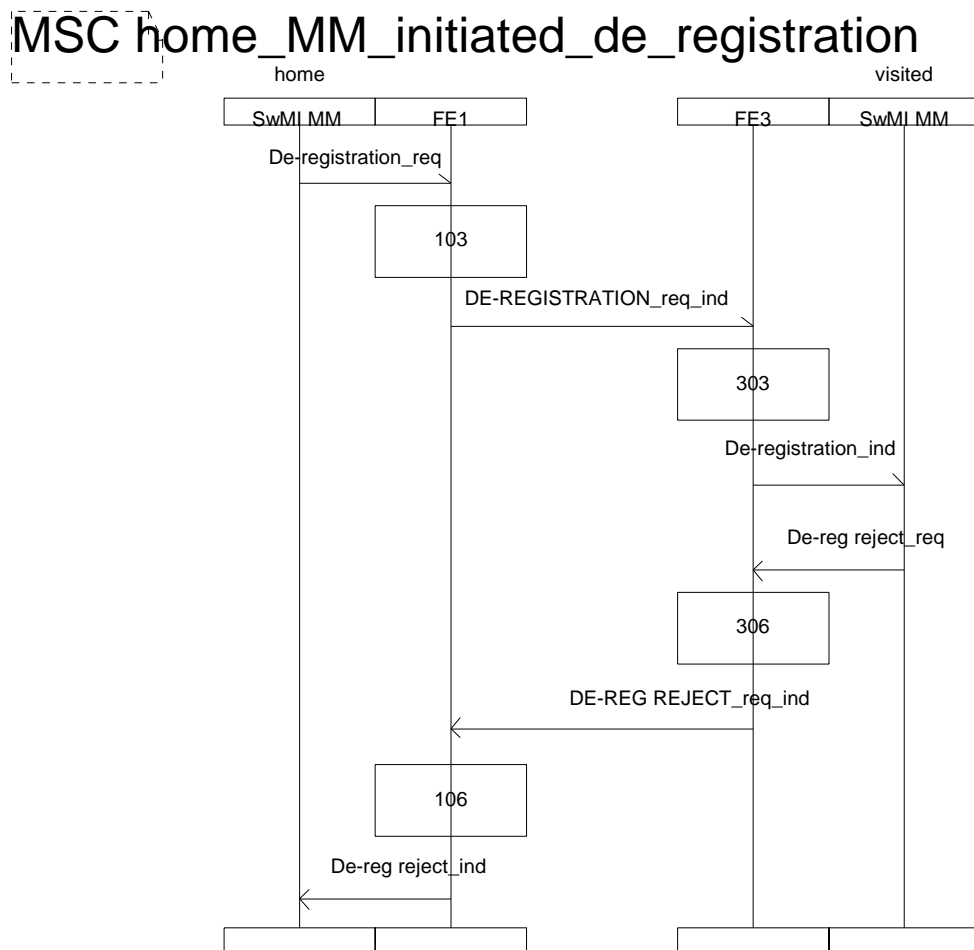 MSC home_MM_initiated_de_registration
home visited
SwMI MM FE1 FE3 SwMI MM
De-registration_req
103
DE-REGISTRATION_req_ind
303
De-registration_ind
De-reg reject_req
306
DE-REG REJECT_req_ind
106
De-reg reject_ind